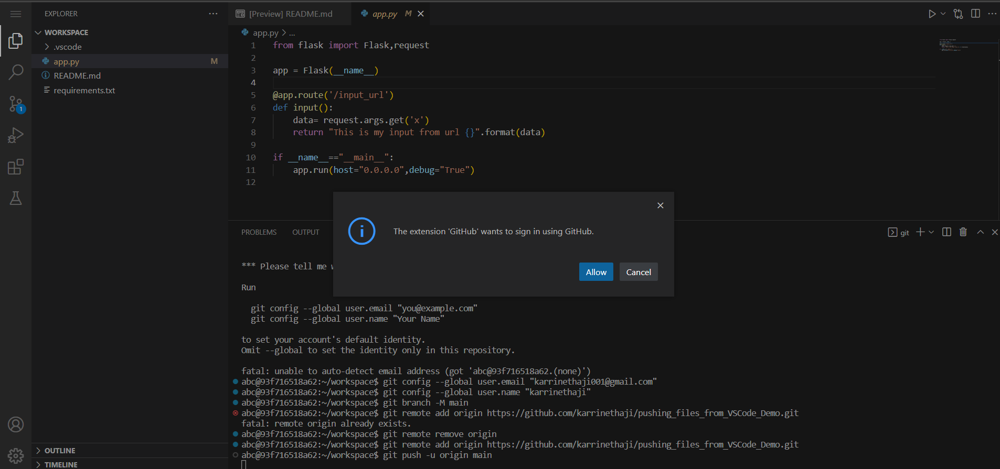 EXPLORER
[Preview] README.md
app.py M
WORKSPACE
.vscode
app.py M
README.md
requirements.txt
1
app.py > ...
1 from flask import Flask,request
2
3 app = Flask(__name__)
4
5 @app.route('/input_url')
6 def input():
7 data= request.args.get('x')
8 return "This is my input from url {}".format(data)
9
10 if __name__=="__main__":
11 app.run(host="0.0.0.0",debug="True")
12
The extension 'GitHub' wants to sign in using GitHub.
Allow
Cancel
PROBLEMS OUTPUT
git
*** Please tell me
Run
git config --global user.email "you@example.com"
git config --global user.name "Your Name"
to set your account's default identity.
Omit --global to set the identity only in this repository.
fatal: unable to auto-detect email address (got 'abc@93f716518a62.(none)')
abc@93f716518a62:~/workspace$ git config --global user.email "karrinethaji001@gmail.com"
abc@93f716518a62:~/workspace$ git config --global user.name "karrinethaji"
abc@93f716518a62:~/workspace$ git branch -M main
abc@93f716518a62:~/workspace$ git remote add origin https://github.com/karrinethaji/pushing_files_from_VSCode_Demo.git
fatal: remote origin already exists.
abc@93f716518a62:~/workspace$ git remote remove origin
abc@93f716518a62:~/workspace$ git remote add origin https://github.com/karrinethaji/pushing_files_from_VSCode_Demo.git
abc@93f716518a62:~/workspace$ git push -u origin main
OUTLINE
TIMELINE